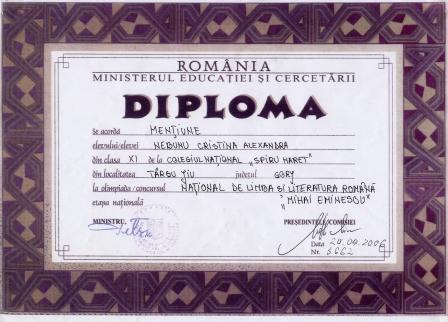 ROMÂNIA
MINISTERUL EDUCAŢIEI ŞI CERCETĂRII
DIPLOMA
Se acordă MENŢIUNE
elevului/elevei NEBUNU CRISTINA ALEXANDRA
din clasa XI de la COLEGIUL NAŢIONAL „SPIRU HARET"
din localitatea TÂRGU JIU judeţul GORJ
la olimpiada/concursul NAŢIONAL DE LIMBA SI LITERATURA ROMÂNĂ
etapa naţională „MIHAI EMINESCU"
MINISTRU, PREŞEDINTELE COMISIEI
Data 20.04.2006
Nr. 5662